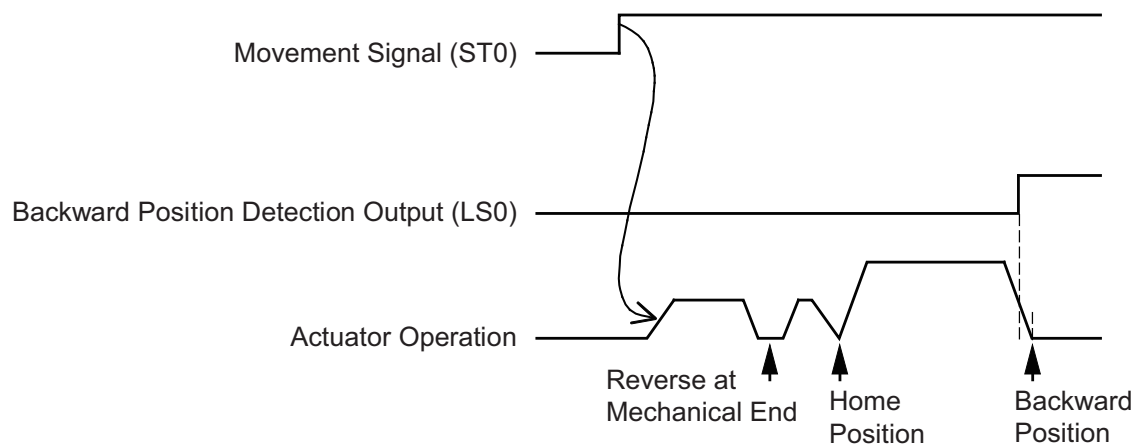 Movement Signal (ST0)
Backward Position Detection Output (LS0)
Actuator Operation
Reverse at
Mechanical End
Home
Position
Backward
Position